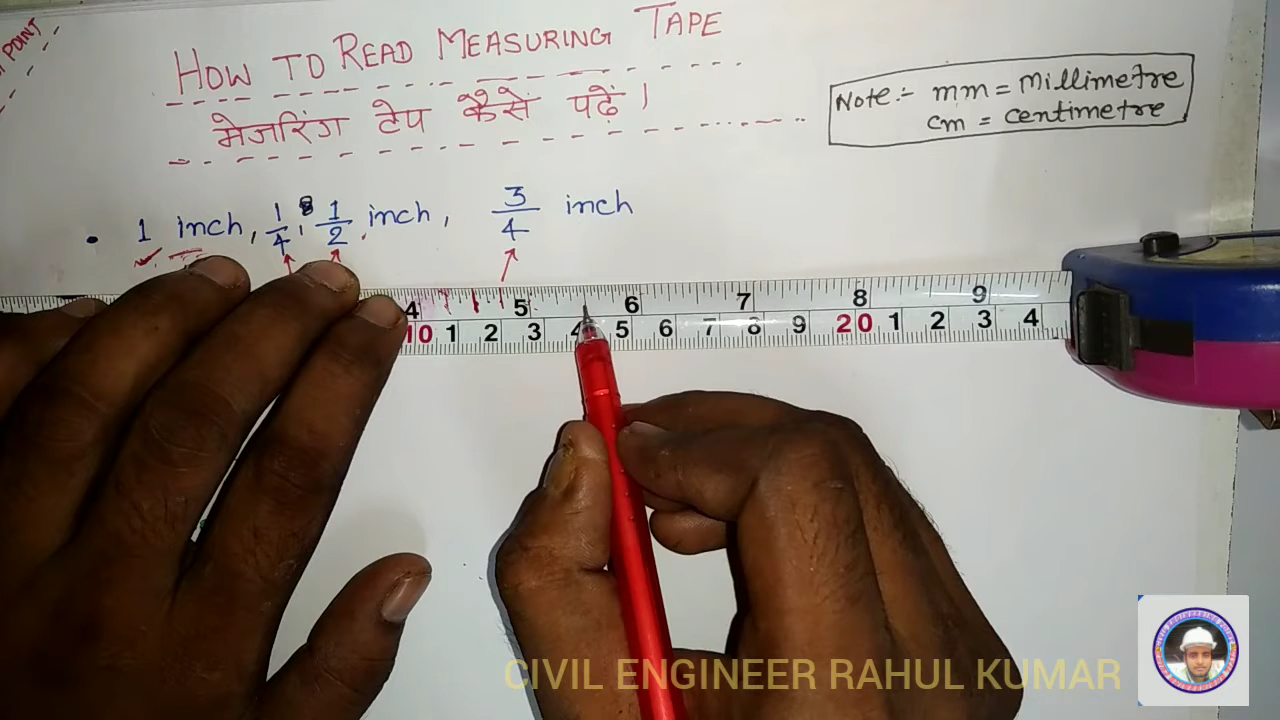 POINT
HOW TO READ MEASURING TAPE
मेजरिंग टेप कैसे पढ़ें।
Note:- mm = Millimetre
cm = centimetre
• 1 inch, 1/4, 1/2 inch, 3/4 inch
4 5 6 7 8 9
10 1 2 3 4 5 6 7 8 9 20 1 2 3 4
CIVIL ENGINEER RAHUL KUMAR